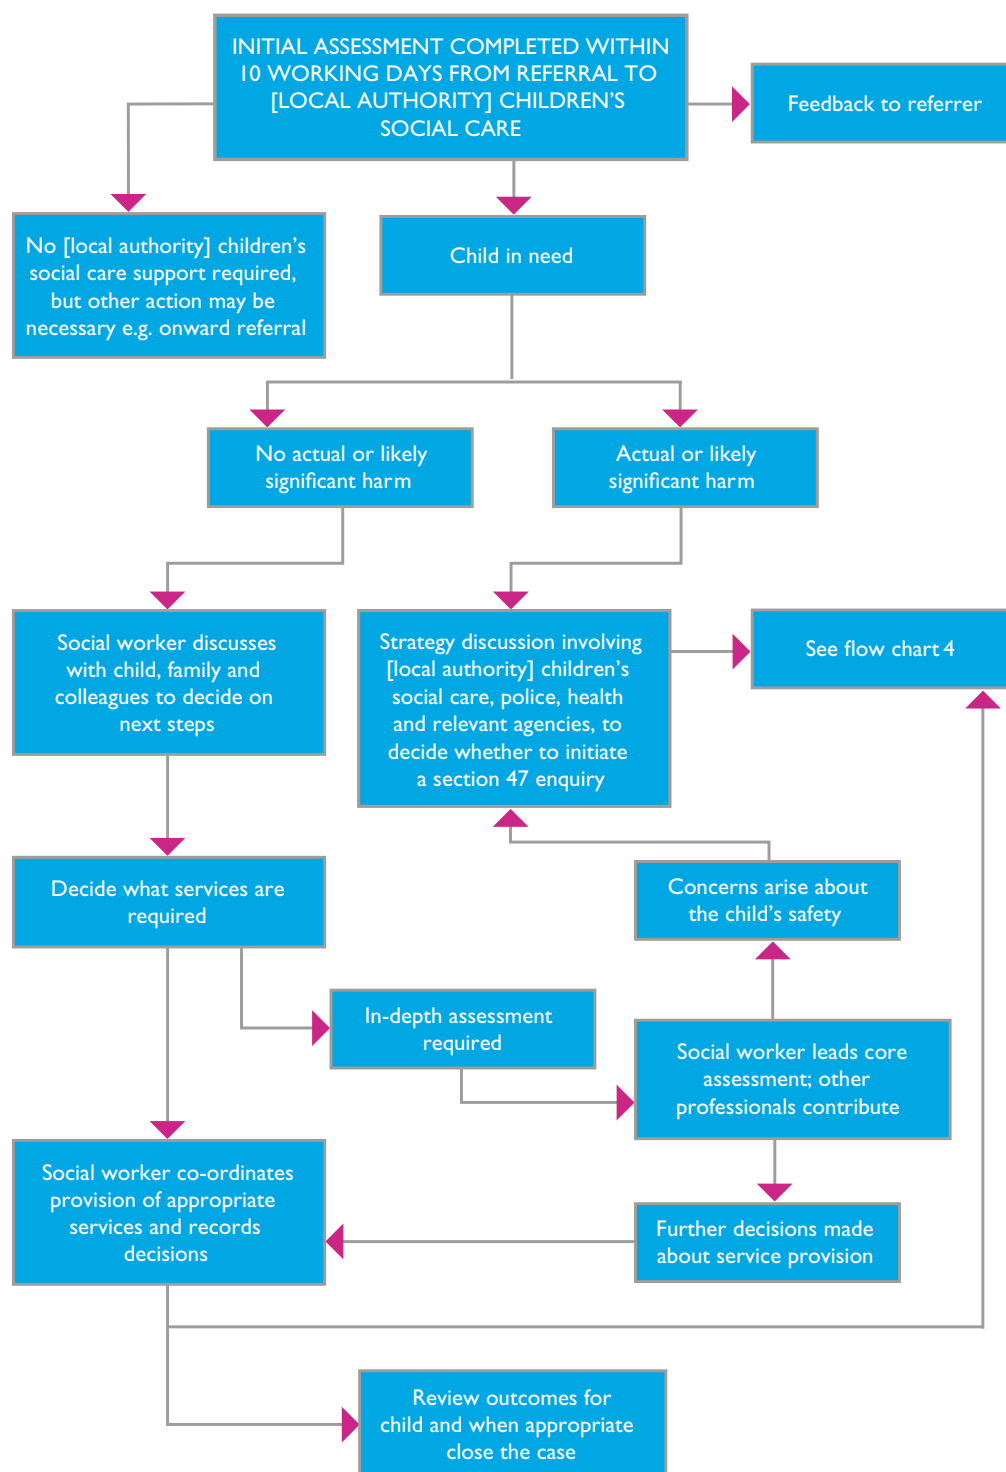 INITIAL ASSESSMENT COMPLETED WITHIN
10 WORKING DAYS FROM REFERRAL TO
[LOCAL AUTHORITY] CHILDREN'S
SOCIAL CARE
Feedback to referrer
No [local authority] children's
social care support required,
but other action may be
necessary e.g. onward referral
Child in need
No actual or likely
significant harm
Actual or likely
significant harm
Social worker discusses
with child, family and
colleagues to decide on
next steps
Strategy discussion involving
[local authority] children's
social care, police, health
and relevant agencies, to
decide whether to initiate
a section 47 enquiry
See flow chart 4
Decide what services are
required
Concerns arise about
the child's safety
In-depth assessment
required
Social worker leads core
assessment; other
professionals contribute
Social worker co-ordinates
provision of appropriate
services and records
decisions
Further decisions made
about service provision
Review outcomes for
child and when appropriate
close the case